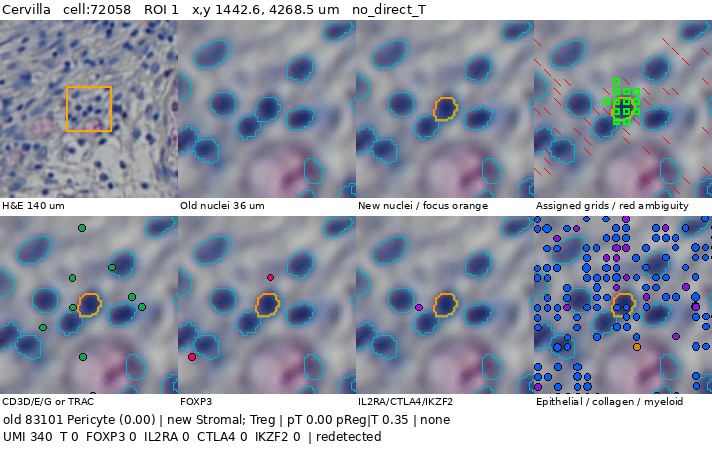 Cervilla cell:72058 ROI 1 x,y 1442.6, 4268.5 um no_direct_T
H&E 140 um
Old nuclei 36 um
New nuclei / focus orange
Assigned grids / red ambiguity
CD3D/E/G or TRAC
FOXP3
IL2RA/CTLA4/IKZF2
Epithelial / collagen / myeloid
old 83101 Pericyte (0.00) | new Stromal; Treg | pT 0.00 pReg|T 0.35 | none
UMI 340 T 0 FOXP3 0 IL2RA 0 CTLA4 0 IKZF2 0 | redetected